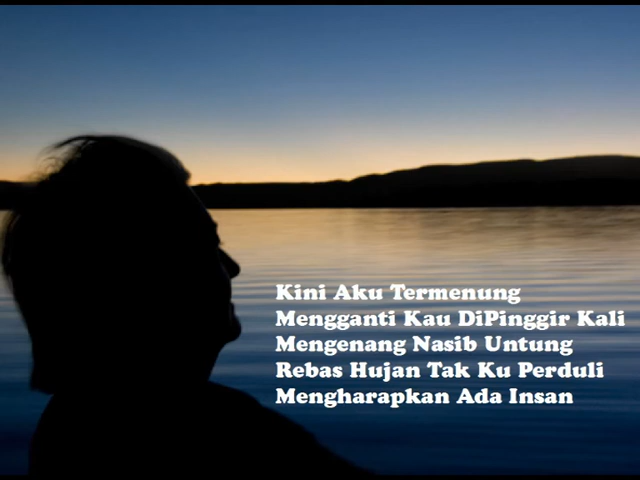 Kini Aku Termenung
Mengganti Kau DiPinggir Kali
Mengenang Nasib Untung
Rebas Hujan Tak Ku Perduli
Mengharapkan Ada Insan